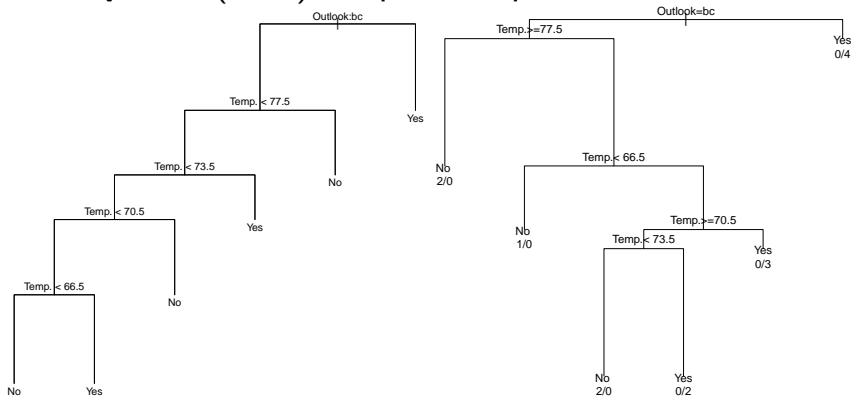 Outlook:bc
Temp. < 77.5
Yes
Temp. < 73.5
No
Temp. < 70.5
Yes
Temp. < 66.5
No
No
Yes
Outlook=bc
Temp.>=77.5
Yes
0/4
Temp.< 66.5
No
2/0
Temp.>=70.5
No
1/0
Temp.< 73.5
Yes
0/3
No
2/0
Yes
0/2